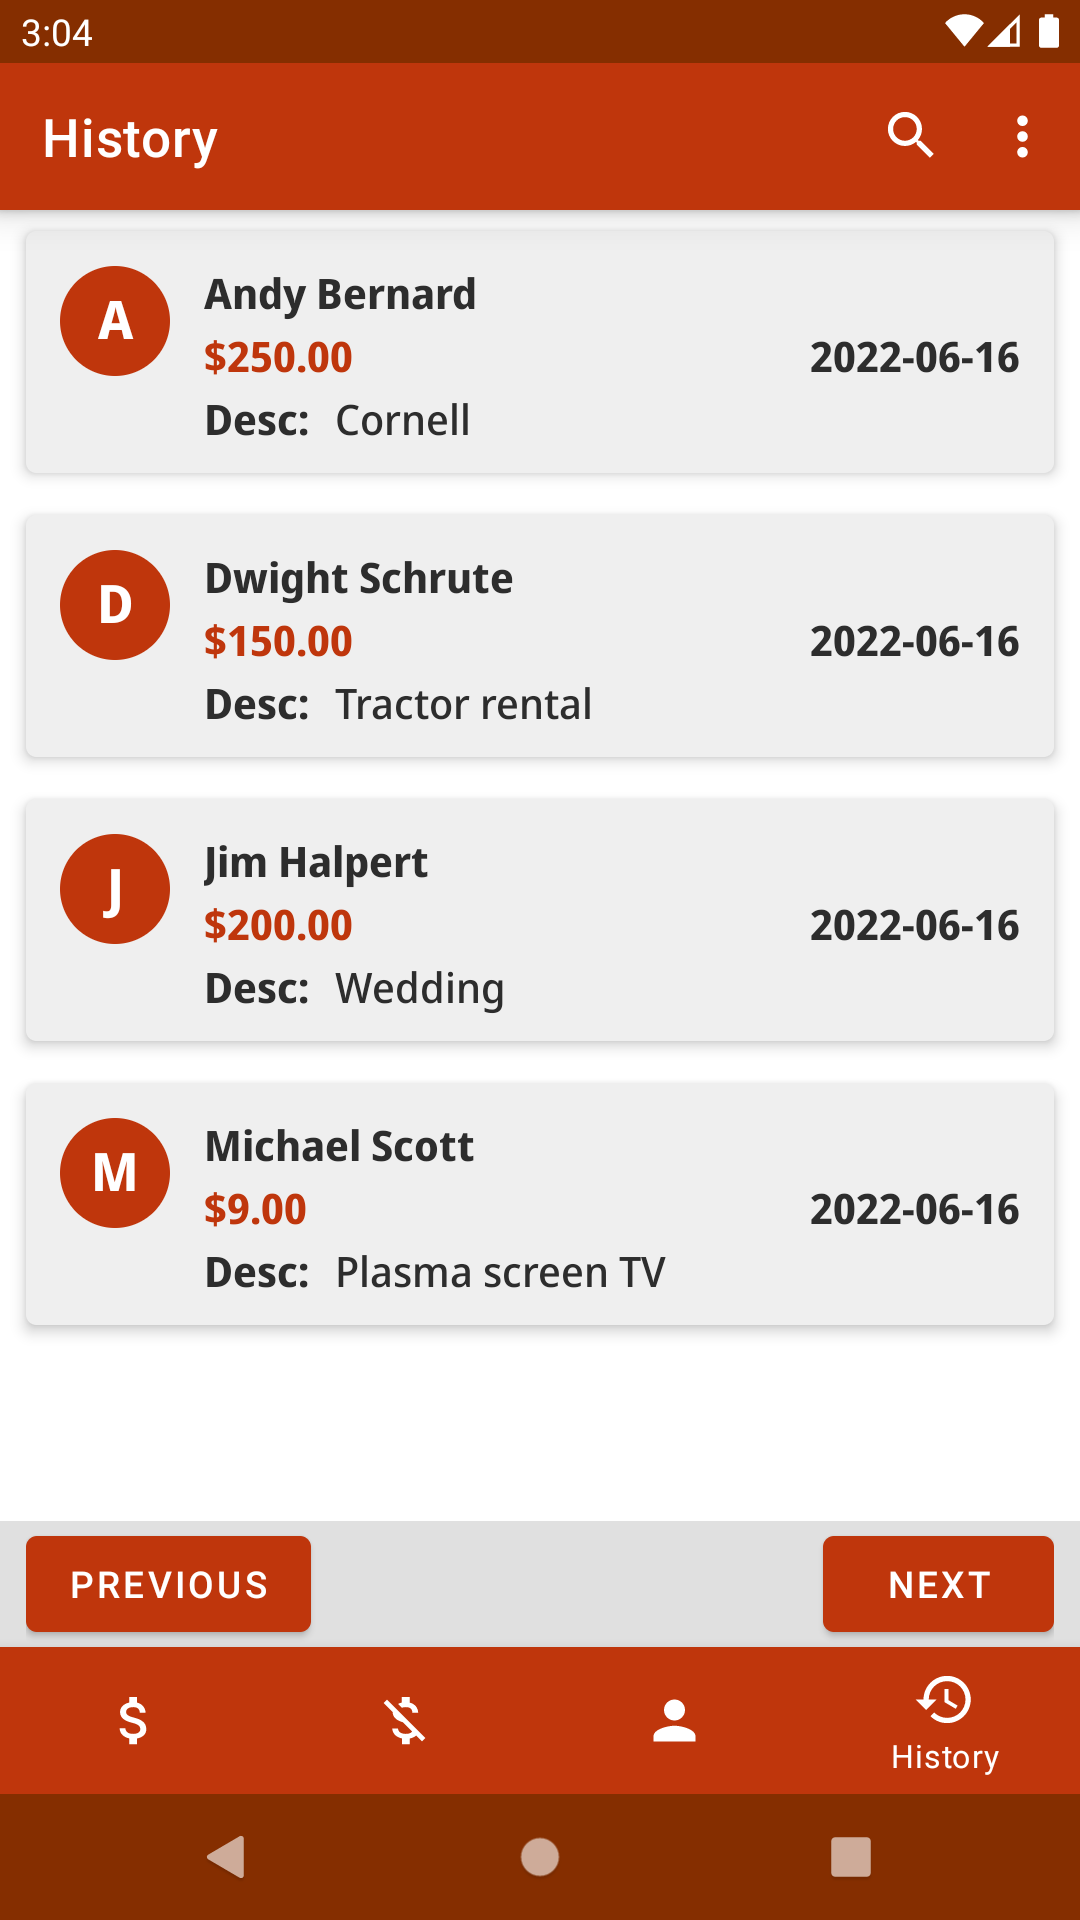 3:04
History
A
Andy Bernard
$250.00 2022-06-16
Desc: Cornell
D
Dwight Schrute
$150.00 2022-06-16
Desc: Tractor rental
J
Jim Halpert
$200.00 2022-06-16
Desc: Wedding
M
Michael Scott
$9.00 2022-06-16
Desc: Plasma screen TV
PREVIOUS NEXT
History